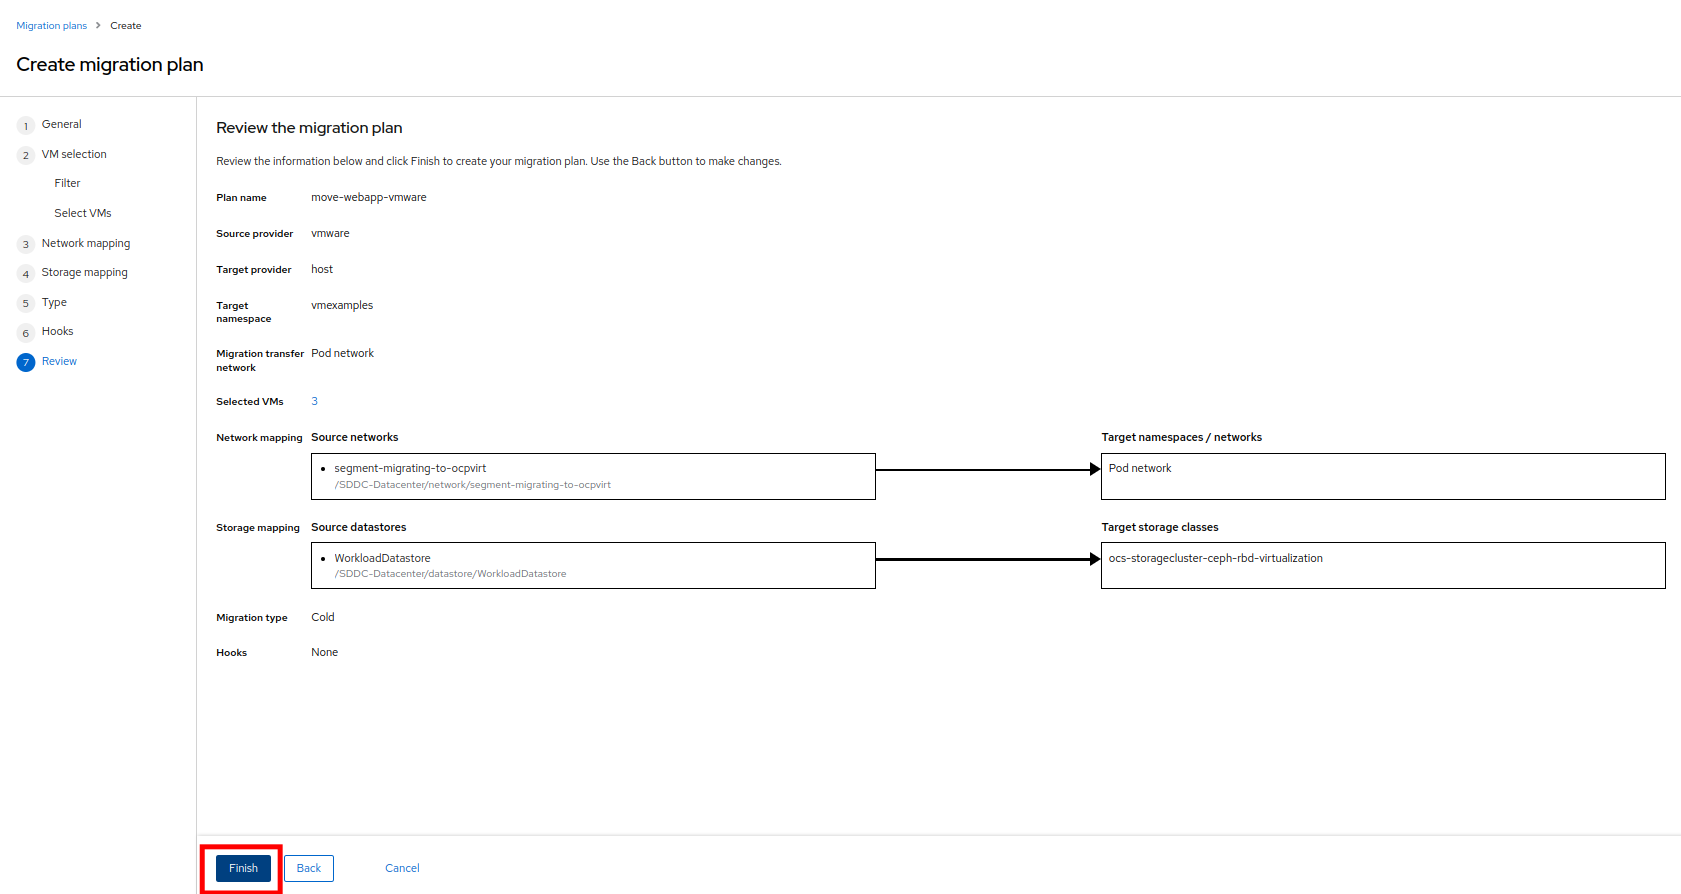 Migration plans > Create
Create migration plan
1 General
2 VM selection
Filter
Select VMs
3 Network mapping
4 Storage mapping
5 Type
6 Hooks
7 Review
Review the migration plan
Review the information below and click Finish to create your migration plan. Use the Back button to make changes.
Plan name move-webapp-vmware
Source provider vmware
Target provider host
Target namespace vmexamples
Migration transfer network Pod network
Selected VMs 3
Network mapping Source networks Target namespaces / networks
• segment-migrating-to-ocpvirt Pod network
/SDDC-Datacenter/network/segment-migrating-to-ocpvirt
Storage mapping Source datastores Target storage classes
• WorkloadDatastore ocs-storagecluster-ceph-rbd-virtualization
/SDDC-Datacenter/datastore/WorkloadDatastore
Migration type Cold
Hooks None
Finish Back Cancel